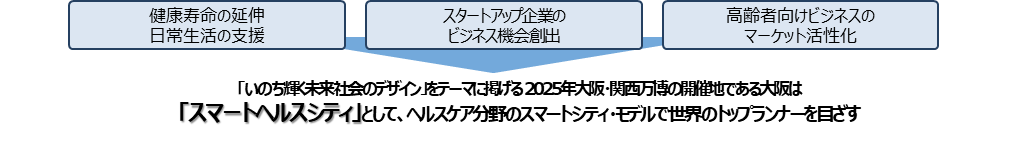 健康寿命の延伸
日常生活の支援
スタートアップ企業の
ビジネス機会創出
高齢者向けビジネスの
マーケット活性化
「いのち輝く未来社会のデザイン」をテーマに掲げる 2025年大阪・関西万博の開催地である大阪は
「スマートヘルスシティ」として、ヘルスケア分野のスマートシティ・モデルで世界のトップランナーを目ざす